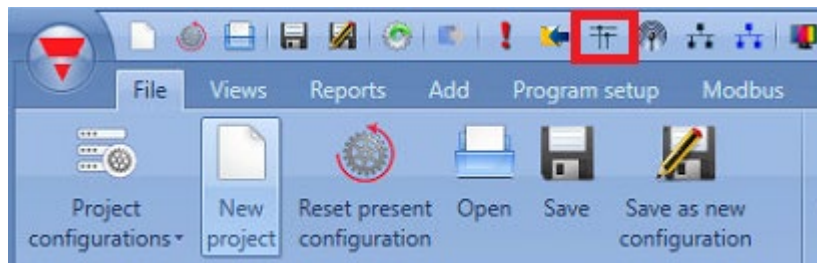 File Views Reports Add Program setup Modbus
Project New Reset present Open Save Save as new
configurations project configuration configuration